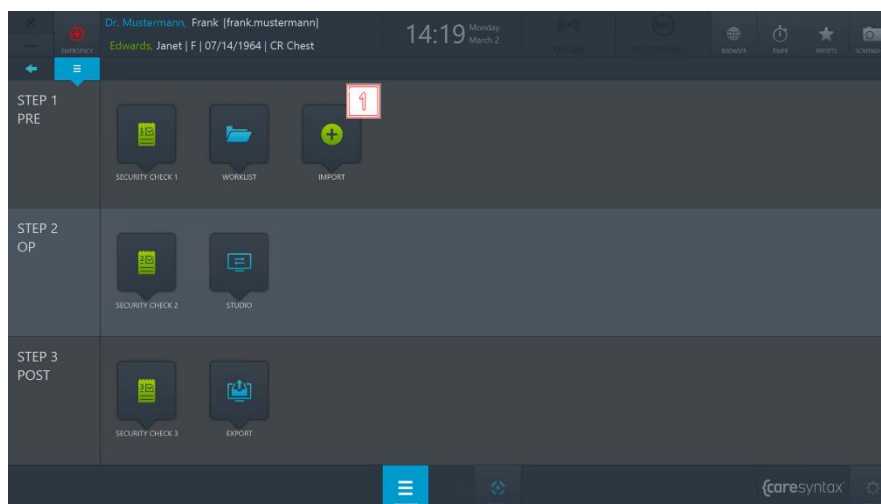 Dr. Mustermann, Frank [frank.mustermann]
Edwards, Janet | F | 07/14/1964 | CR Chest
EMERGENCY
14:19 Monday
March 2
BROWSER
TIMER
PRESETS
STEP 1
PRE
1
SECURITY CHECK 1
WORKLIST
IMPORT
STEP 2
OP
SECURITY CHECK 2
STUDIO
STEP 3
POST
SECURITY CHECK 3
EXPORT
{caresyntax